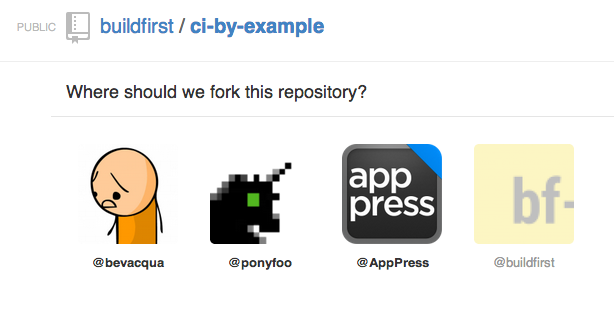 PUBLIC buildfirst / ci-by-example
Where should we fork this repository?
app
press
bf-
@bevacqua @ponyfoo @AppPress @buildfirst